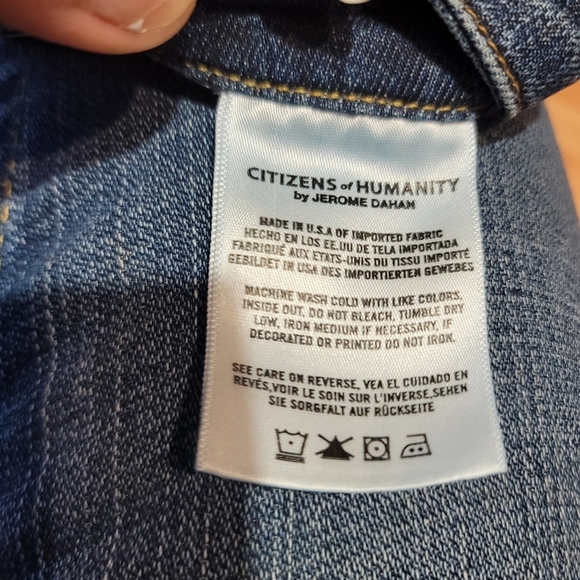 CITIZENS of HUMANITY
by JEROME DAHAN
MADE IN U.S.A OF IMPORTED FABRIC
HECHO EN LOS EE.UU DE TELA IMPORTADA
FABRIQUÉ AUX ETATS-UNIS DU TISSU IMPORTE
GEBILDET IN USA DES IMPORTIERTEN GEWEBES
MACHINE WASH COLD WITH LIKE COLORS,
INSIDE OUT, DO NOT BLEACH, TUMBLE DRY
LOW, IRON MEDIUM IF NECESSARY, IF
DECORATED OR PRINTED DO NOT IRON.
SEE CARE ON REVERSE, VEA EL CUIDADO EN
REVÉS,VOIR LE SOIN SUR L'INVERSE,SEHEN
SIE SORGFALT AUF RÜCKSEITE